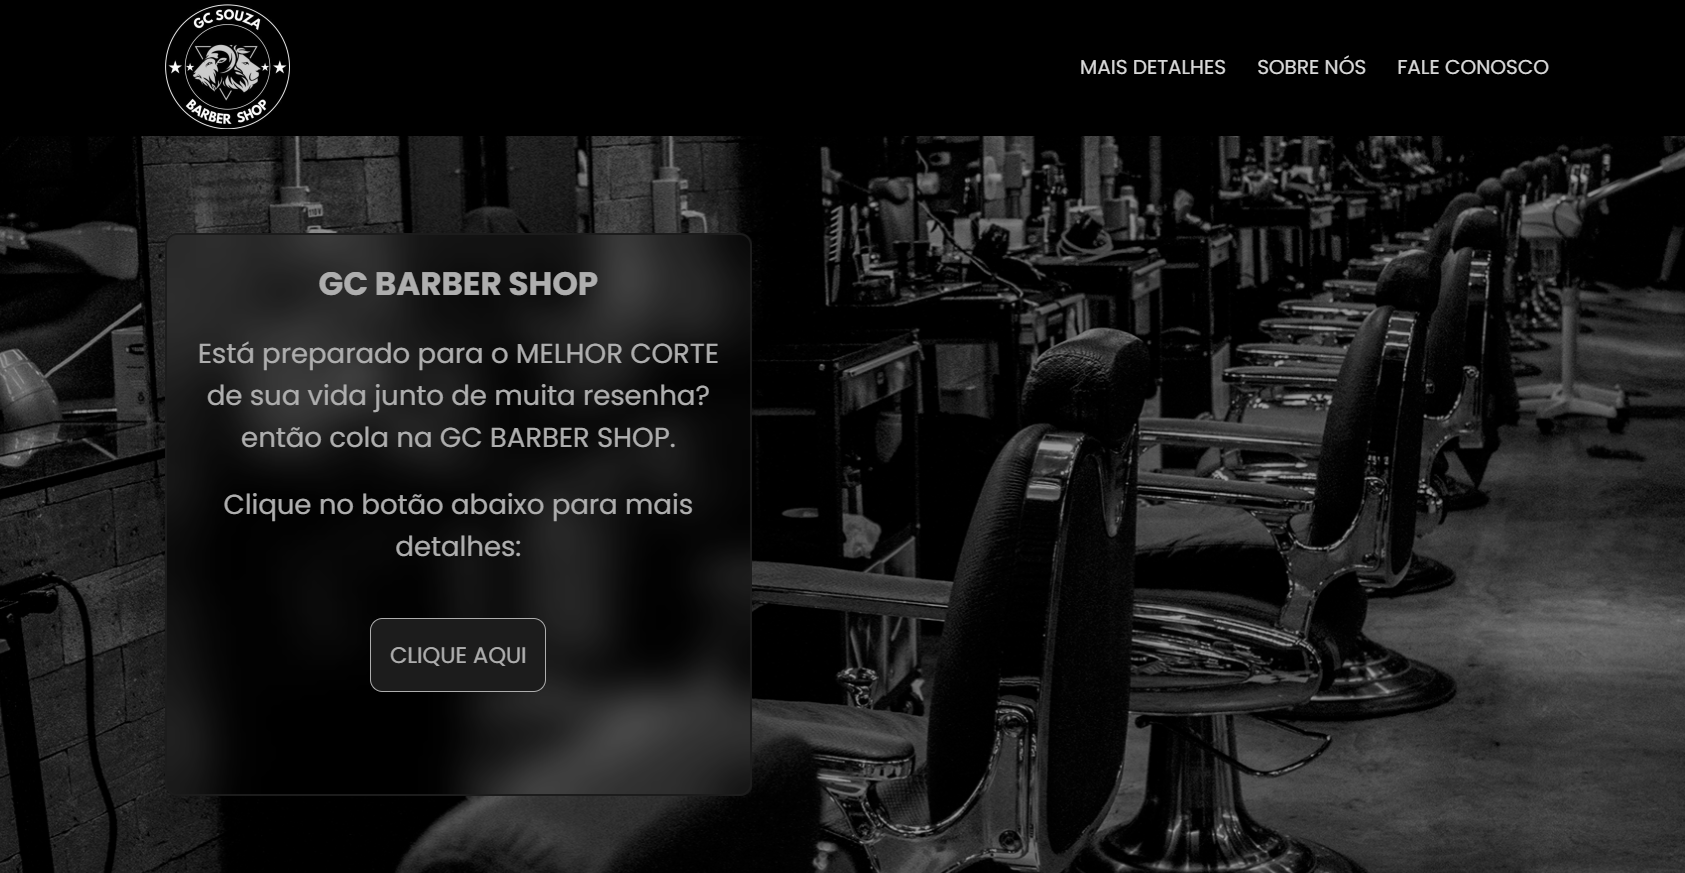 GC SOUZA
BARBER SHOP
MAIS DETALHES SOBRE NÓS FALE CONOSCO
GC BARBER SHOP
Está preparado para o MELHOR CORTE
de sua vida junto de muita resenha?
então cola na GC BARBER SHOP.
Clique no botão abaixo para mais
detalhes:
CLIQUE AQUI